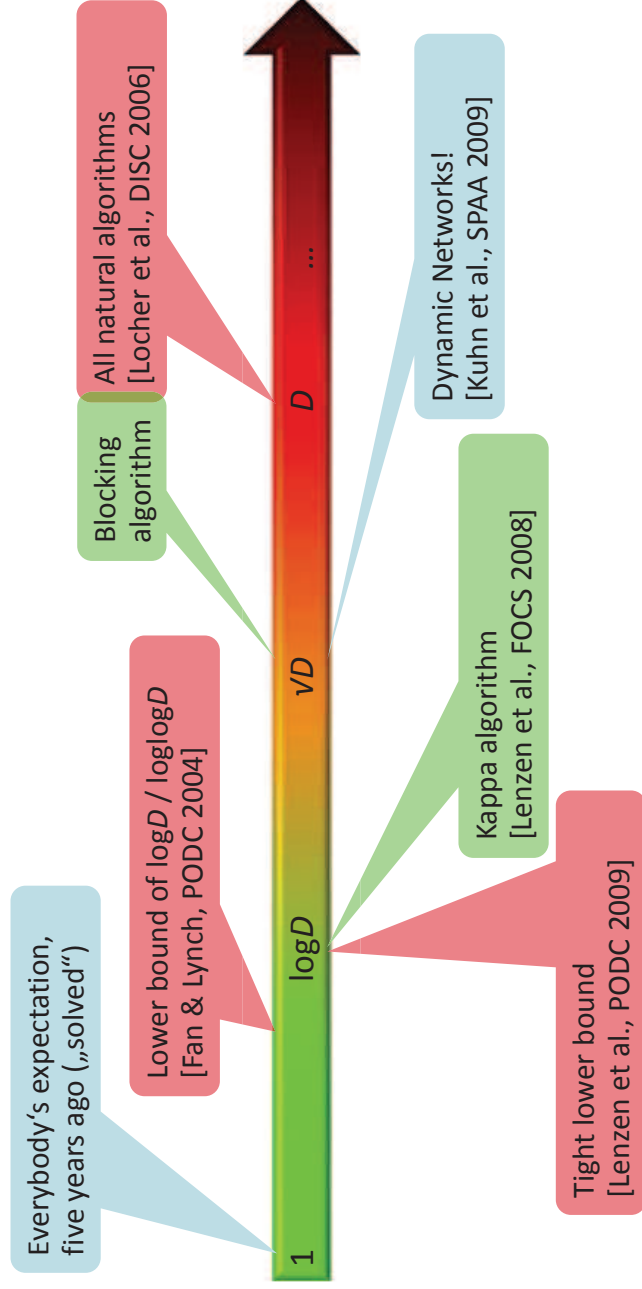 Everybody‘s expectation,
five years ago („solved“)
Lower bound of logD / loglogD
[Fan & Lynch, PODC 2004]
Blocking
algorithm
All natural algorithms
[Locher et al., DISC 2006]
1
logD
√D
D
...
Tight lower bound
[Lenzen et al., PODC 2009]
Kappa algorithm
[Lenzen et al., FOCS 2008]
Dynamic Networks!
[Kuhn et al., SPAA 2009]